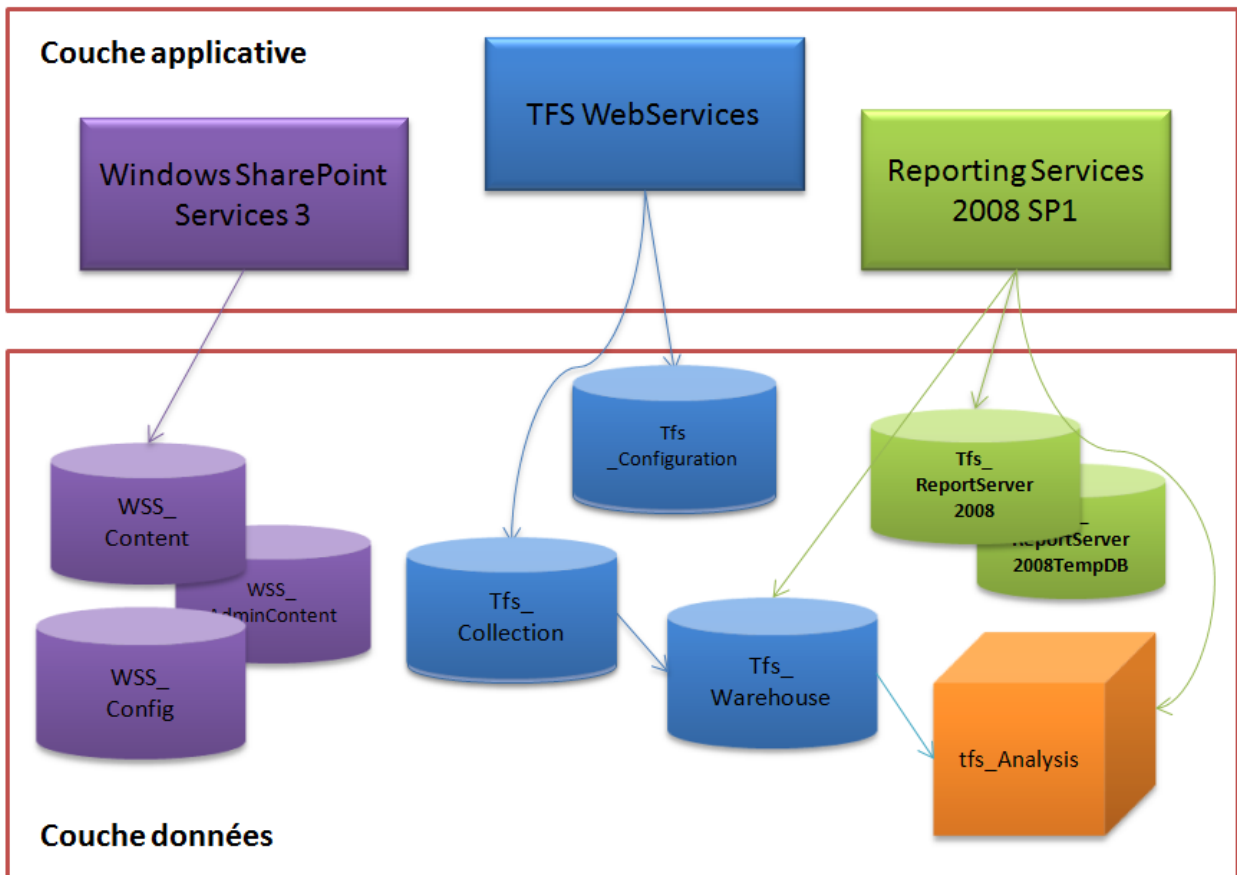 Couche applicative
TFS WebServices
Windows SharePoint
Services 3
Reporting Services
2008 SP1
Tfs
_Configuration
Tfs_
ReportServer
2008
_
ReportServer
2008TempDB
WSS_
Content
WSS_
AdminContent
Tfs_
Collection
WSS_
Config
Tfs_
Warehouse
tfs_Analysis
Couche données